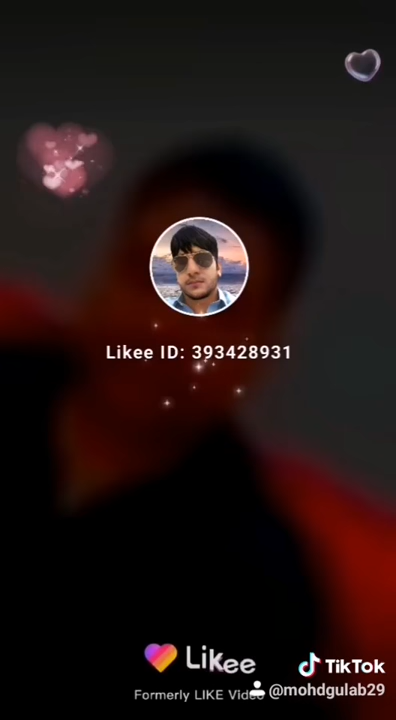 Likee ID: 393428931
Likee
Formerly LIKE Video
TikTok
@mohdgulab29